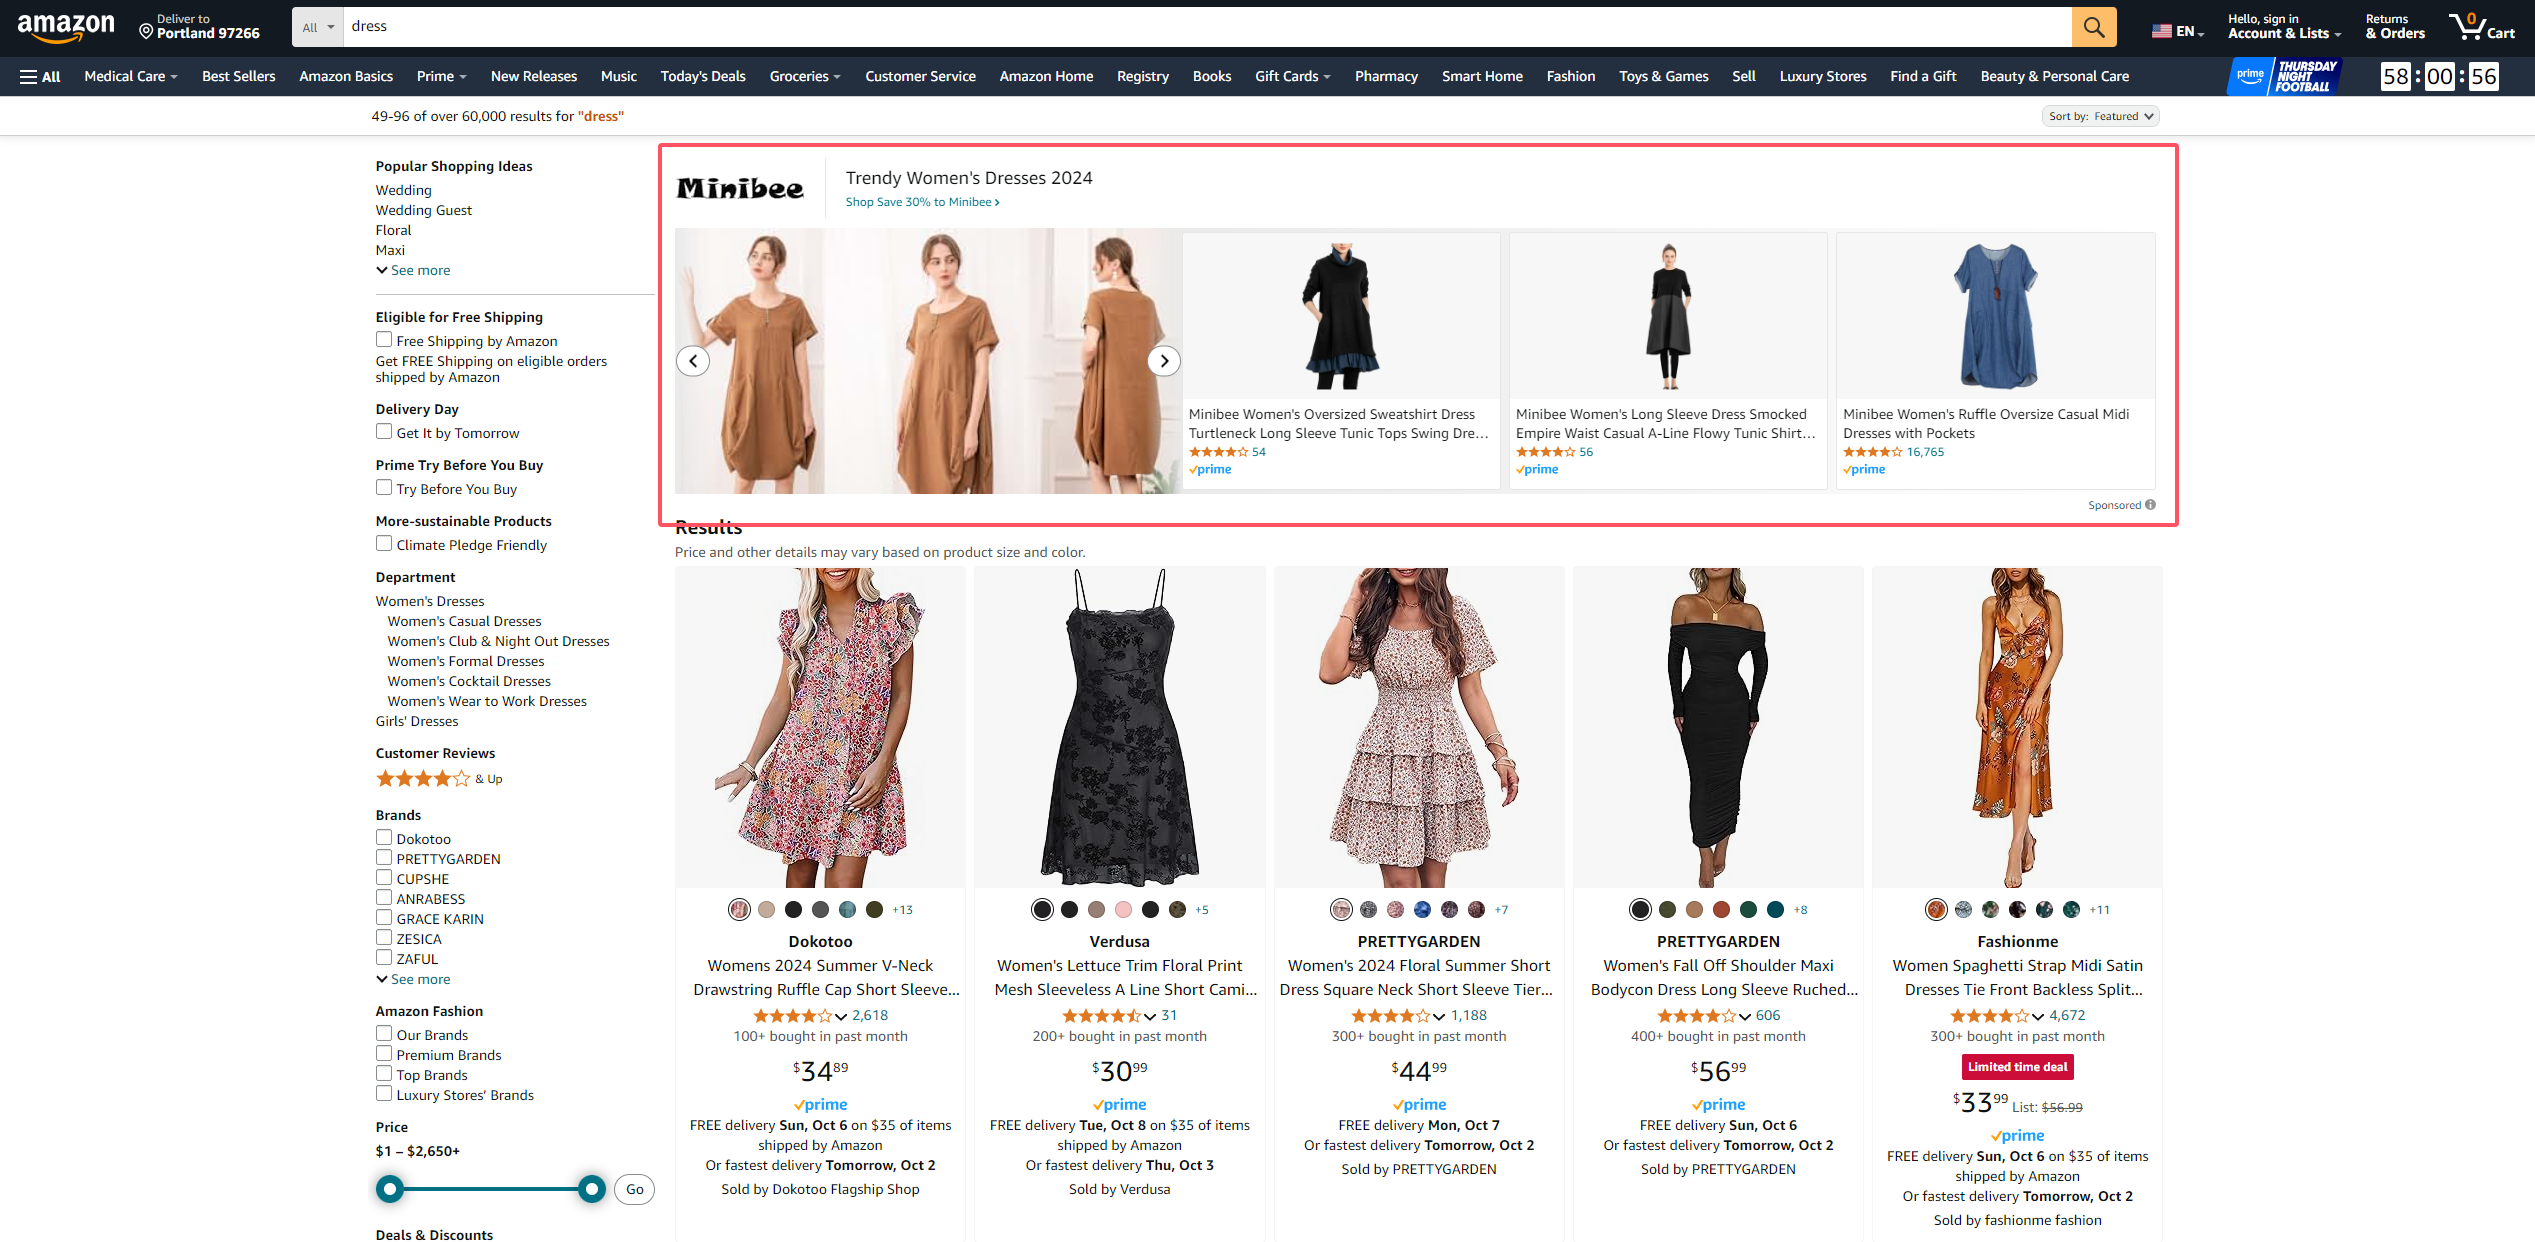 amazon
Deliver to
Portland 97266
All
dress
EN
Hello, sign in
Account & Lists
Returns
& Orders
0
Cart
All
Medical Care
Best Sellers
Amazon Basics
Prime
New Releases
Music
Today's Deals
Groceries
Customer Service
Amazon Home
Registry
Books
Gift Cards
Pharmacy
Smart Home
Fashion
Toys & Games
Sell
Luxury Stores
Find a Gift
Beauty & Personal Care
prime
THURSDAY
NIGHT
FOOTBALL
58:00:56
49-96 of over 60,000 results for "dress"
Sort by: Featured
Popular Shopping Ideas
Wedding
Wedding Guest
Floral
Maxi
See more
Eligible for Free Shipping
Free Shipping by Amazon
Get FREE Shipping on eligible orders
shipped by Amazon
Delivery Day
Get It by Tomorrow
Prime Try Before You Buy
Try Before You Buy
More-sustainable Products
Climate Pledge Friendly
Department
Women's Dresses
Women's Casual Dresses
Women's Club & Night Out Dresses
Women's Formal Dresses
Women's Cocktail Dresses
Women's Wear to Work Dresses
Girls' Dresses
Customer Reviews
& Up
Brands
Dokotoo
PRETTYGARDEN
CUPSHE
ANRABESS
GRACE KARIN
ZESICA
ZAFUL
See more
Amazon Fashion
Our Brands
Premium Brands
Top Brands
Luxury Stores' Brands
Price
$1 – $2,650+
Go
Deals & Discounts
Minibee
Trendy Women's Dresses 2024
Shop Save 30% to Minibee ›
Minibee Women's Oversized Sweatshirt Dress
Turtleneck Long Sleeve Tunic Tops Swing Dre...
54
prime
Minibee Women's Long Sleeve Dress Smocked
Empire Waist Casual A-Line Flowy Tunic Shirt...
56
prime
Minibee Women's Ruffle Oversize Casual Midi
Dresses with Pockets
16,765
prime
Sponsored
Results
Price and other details may vary based on product size and color.
+13
Dokotoo
Womens 2024 Summer V-Neck
Drawstring Ruffle Cap Short Sleeve...
2,618
100+ bought in past month
$34.89
prime
FREE delivery Sun, Oct 6 on $35 of items
shipped by Amazon
Or fastest delivery Tomorrow, Oct 2
Sold by Dokotoo Flagship Shop
+5
Verdusa
Women's Lettuce Trim Floral Print
Mesh Sleeveless A Line Short Cami...
31
200+ bought in past month
$30.99
prime
FREE delivery Tue, Oct 8 on $35 of items
shipped by Amazon
Or fastest delivery Thu, Oct 3
Sold by Verdusa
+7
PRETTYGARDEN
Women's 2024 Floral Summer Short
Dress Square Neck Short Sleeve Tier...
1,188
300+ bought in past month
$44.99
prime
FREE delivery Mon, Oct 7
Or fastest delivery Tomorrow, Oct 2
Sold by PRETTYGARDEN
+8
PRETTYGARDEN
Women's Fall Off Shoulder Maxi
Bodycon Dress Long Sleeve Ruched...
606
400+ bought in past month
$56.99
prime
FREE delivery Sun, Oct 6
Or fastest delivery Tomorrow, Oct 2
Sold by PRETTYGARDEN
+11
Fashionme
Women Spaghetti Strap Midi Satin
Dresses Tie Front Backless Split...
4,672
300+ bought in past month
Limited time deal
$33.99 List: $56.99
prime
FREE delivery Sun, Oct 6 on $35 of items
shipped by Amazon
Or fastest delivery Tomorrow, Oct 2
Sold by fashionme fashion